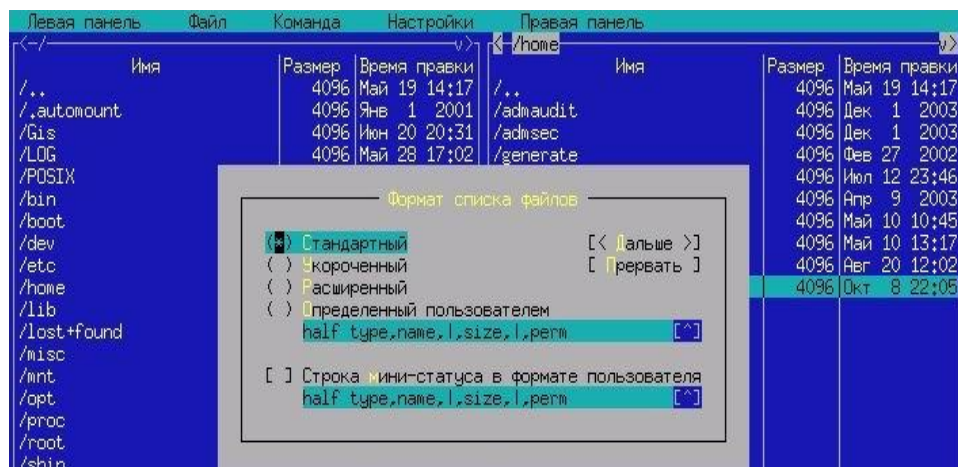 Левая панель Файл Команда Настройки Правая панель
<-/ v> < /home v>
Имя Размер Время правки Имя Размер Время правки
/.. 4096 Май 19 14:17 /.. 4096 Май 19 14:17
/.automount 4096 Янв 1 2001 /admaudit 4096 Дек 1 2003
/Gis 4096 Июн 20 20:31 /admsec 4096 Дек 1 2003
/LOG 4096 Май 28 17:02 /generate 4096 Фев 27 2002
/POSIX 4096 Июл 12 23:46
/bin Формат списка файлов 4096 Апр 9 2003
/boot 4096 Май 10 10:45
/dev (*) Стандартный [< Дальше >] 4096 Май 10 13:17
/etc ( ) Укороченный [ Прервать ] 4096 Авг 20 12:02
/home ( ) Расширенный 4096 Окт 8 22:05
/lib ( ) Определенный пользователем
/lost+found half type,name,|,size,|,perm [^]
/misc
/mnt [ ] Строка мини-статуса в формате пользователя
/opt half type,name,|,size,|,perm [^]
/proc
/root
/sbin